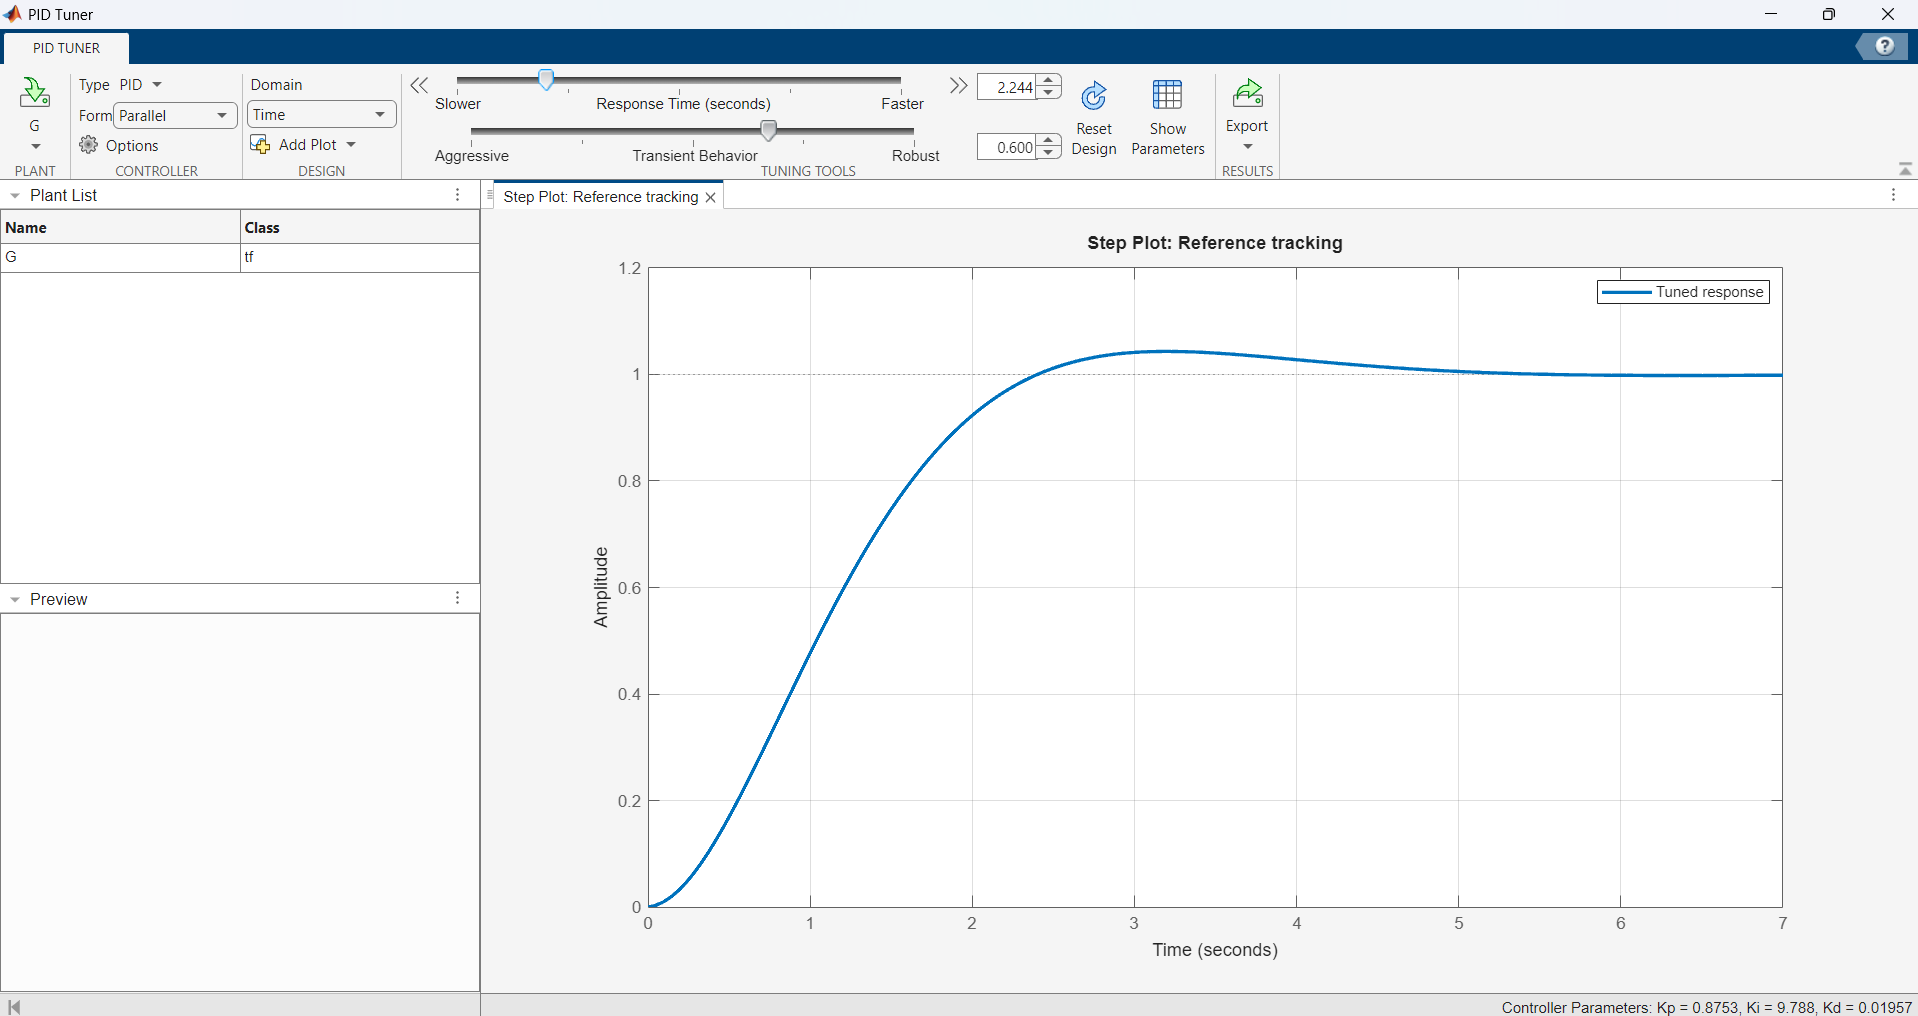 PID Tuner
PID TUNER
?
G
PLANT
Type PID
Form Parallel
Options
CONTROLLER
Domain
Time
Add Plot
DESIGN
Slower Response Time (seconds) Faster
2.244
Aggressive Transient Behavior Robust
0.600
Reset Design
Show Parameters
TUNING TOOLS
Export
RESULTS
Plant List
Name Class
G tf
Preview
Step Plot: Reference tracking
Step Plot: Reference tracking
Tuned response
1.2
1
0.8
0.6
0.4
0.2
0
Amplitude
0 1 2 3 4 5 6 7
Time (seconds)
Controller Parameters: Kp = 0.8753, Ki = 9.788, Kd = 0.01957